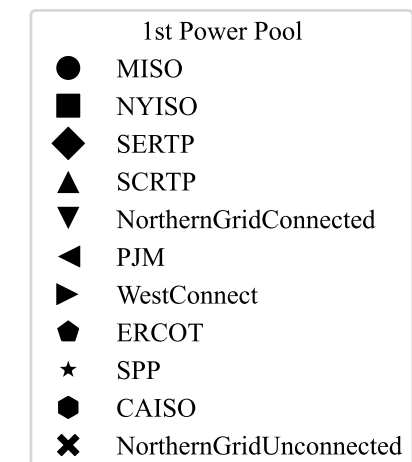 1st Power Pool
MISO
NYISO
SERTP
SCRTP
NorthernGridConnected
PJM
WestConnect
ERCOT
SPP
CAISO
NorthernGridUnconnected